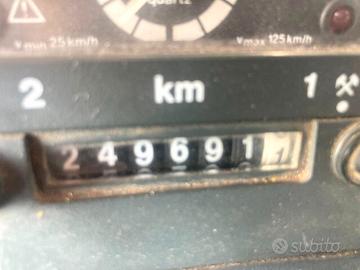 quartz
v min 25 km/h
v max 125 km/h
2 km 1
2496911
subito